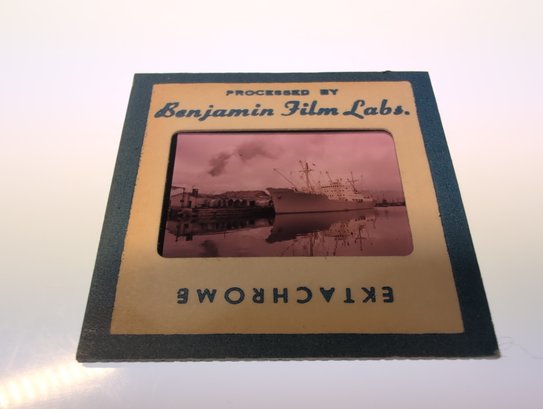 PROCESSED BY
Benjamin Film Labs.
EKTACHROME